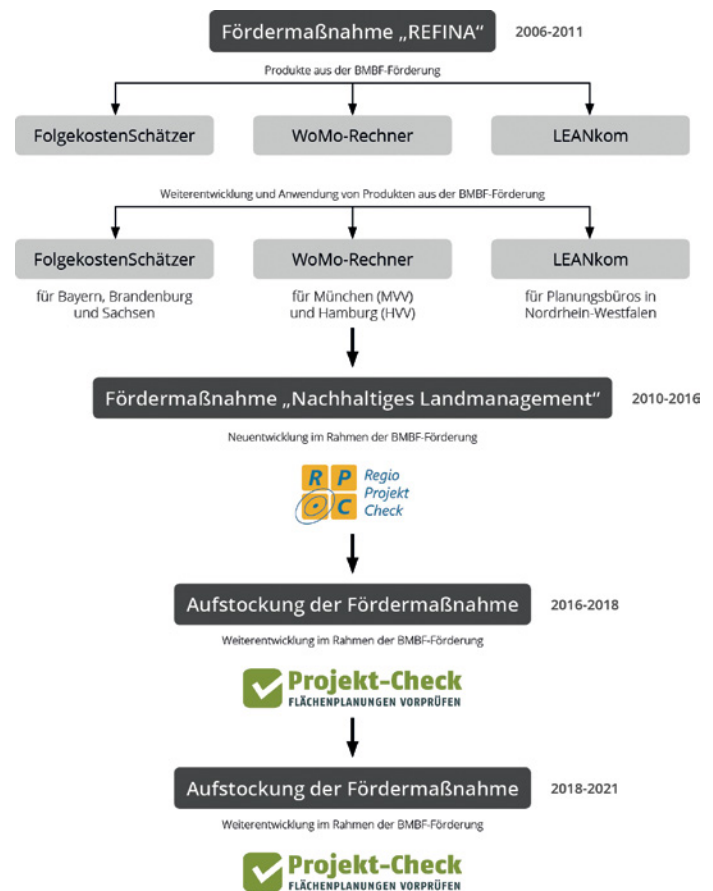 Fördermaßnahme „REFINA“ 2006-2011
Produkte aus der BMBF-Förderung
FolgekostenSchätzer WoMo-Rechner LEANkom
Weiterentwicklung und Anwendung von Produkten aus der BMBF-Förderung
FolgekostenSchätzer WoMo-Rechner LEANkom
für Bayern, Brandenburg für München (MVV) für Planungsbüros in
und Sachsen und Hamburg (HVV) Nordrhein-Westfalen
Fördermaßnahme „Nachhaltiges Landmanagement“ 2010-2016
Neuentwicklung im Rahmen der BMBF-Förderung
R P Regio
Projekt
C Check
Aufstockung der Fördermaßnahme 2016-2018
Weiterentwicklung im Rahmen der BMBF-Förderung
Projekt-Check
FLÄCHENPLANUNGEN VORPRÜFEN
Aufstockung der Fördermaßnahme 2018-2021
Weiterentwicklung im Rahmen der BMBF-Förderung
Projekt-Check
FLÄCHENPLANUNGEN VORPRÜFEN